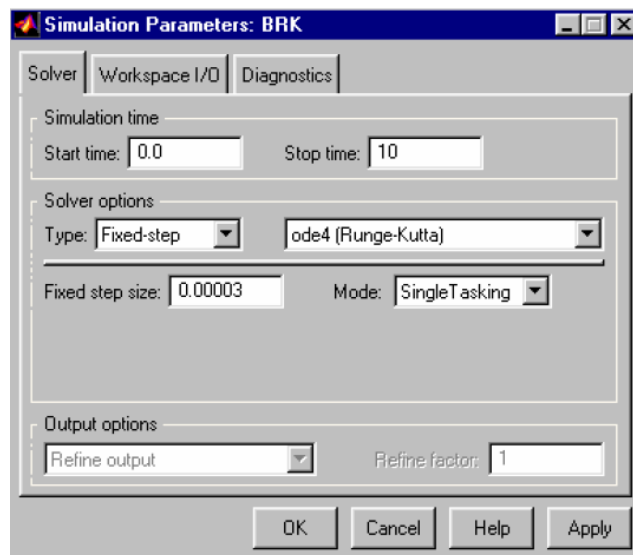 Simulation Parameters: BRK
Solver Workspace I/O Diagnostics
Simulation time
Start time: 0.0 Stop time: 10
Solver options
Type: Fixed-step ode4 (Runge-Kutta)
Fixed step size: 0.00003 Mode: SingleTasking
Output options
Refine output Refine factor: 1
OK Cancel Help Apply